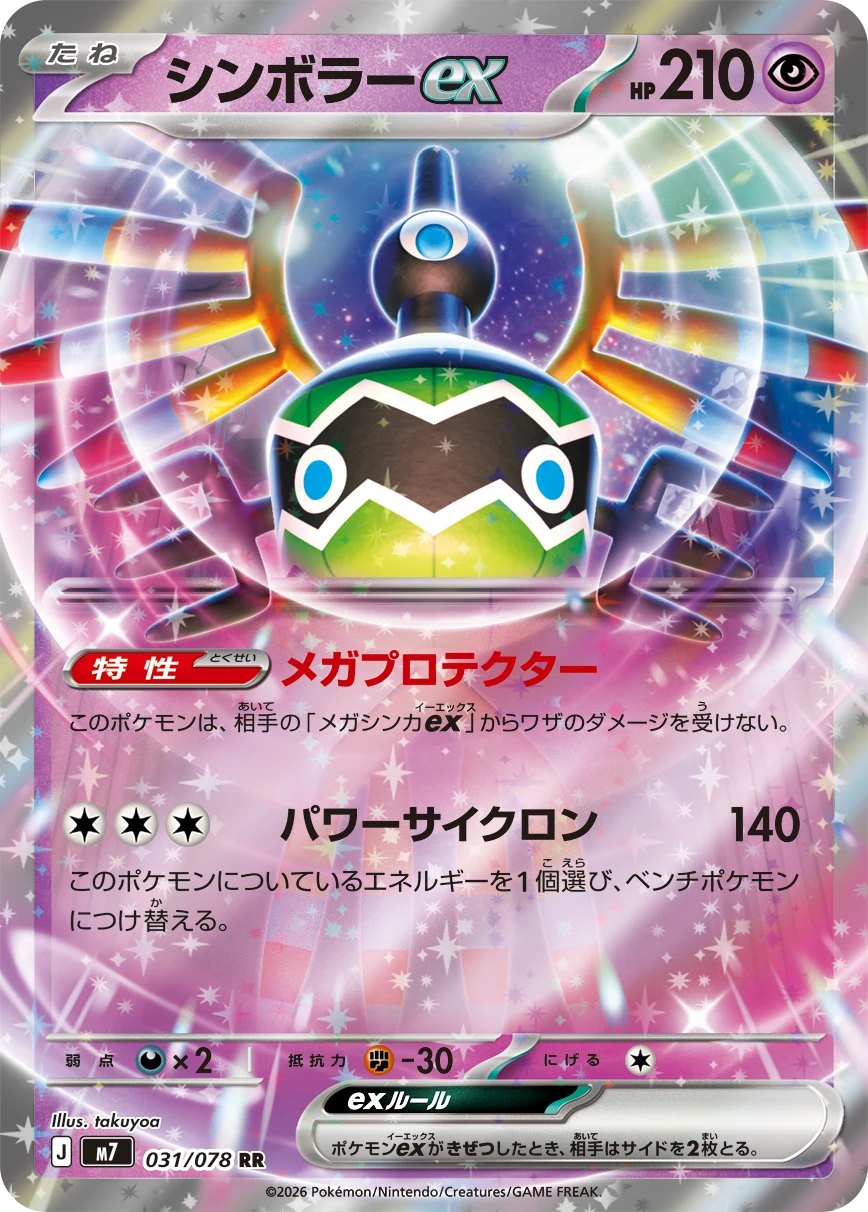 たね シンボラーex HP210
特性 とくせい メガプロテクター
このポケモンは、相手の「メガシンカex」からワザのダメージを受けない。
パワーサイクロン 140
このポケモンについているエネルギーを1個選び、ベンチポケモン
につけ替える。
弱点 ×2 抵抗力 -30 にげる
exルール
ポケモンexがきぜつしたとき、相手はサイドを2枚とる。
Illus. takuyoa
J m7 031/078 RR
©2026 Pokémon/Nintendo/Creatures/GAME FREAK.